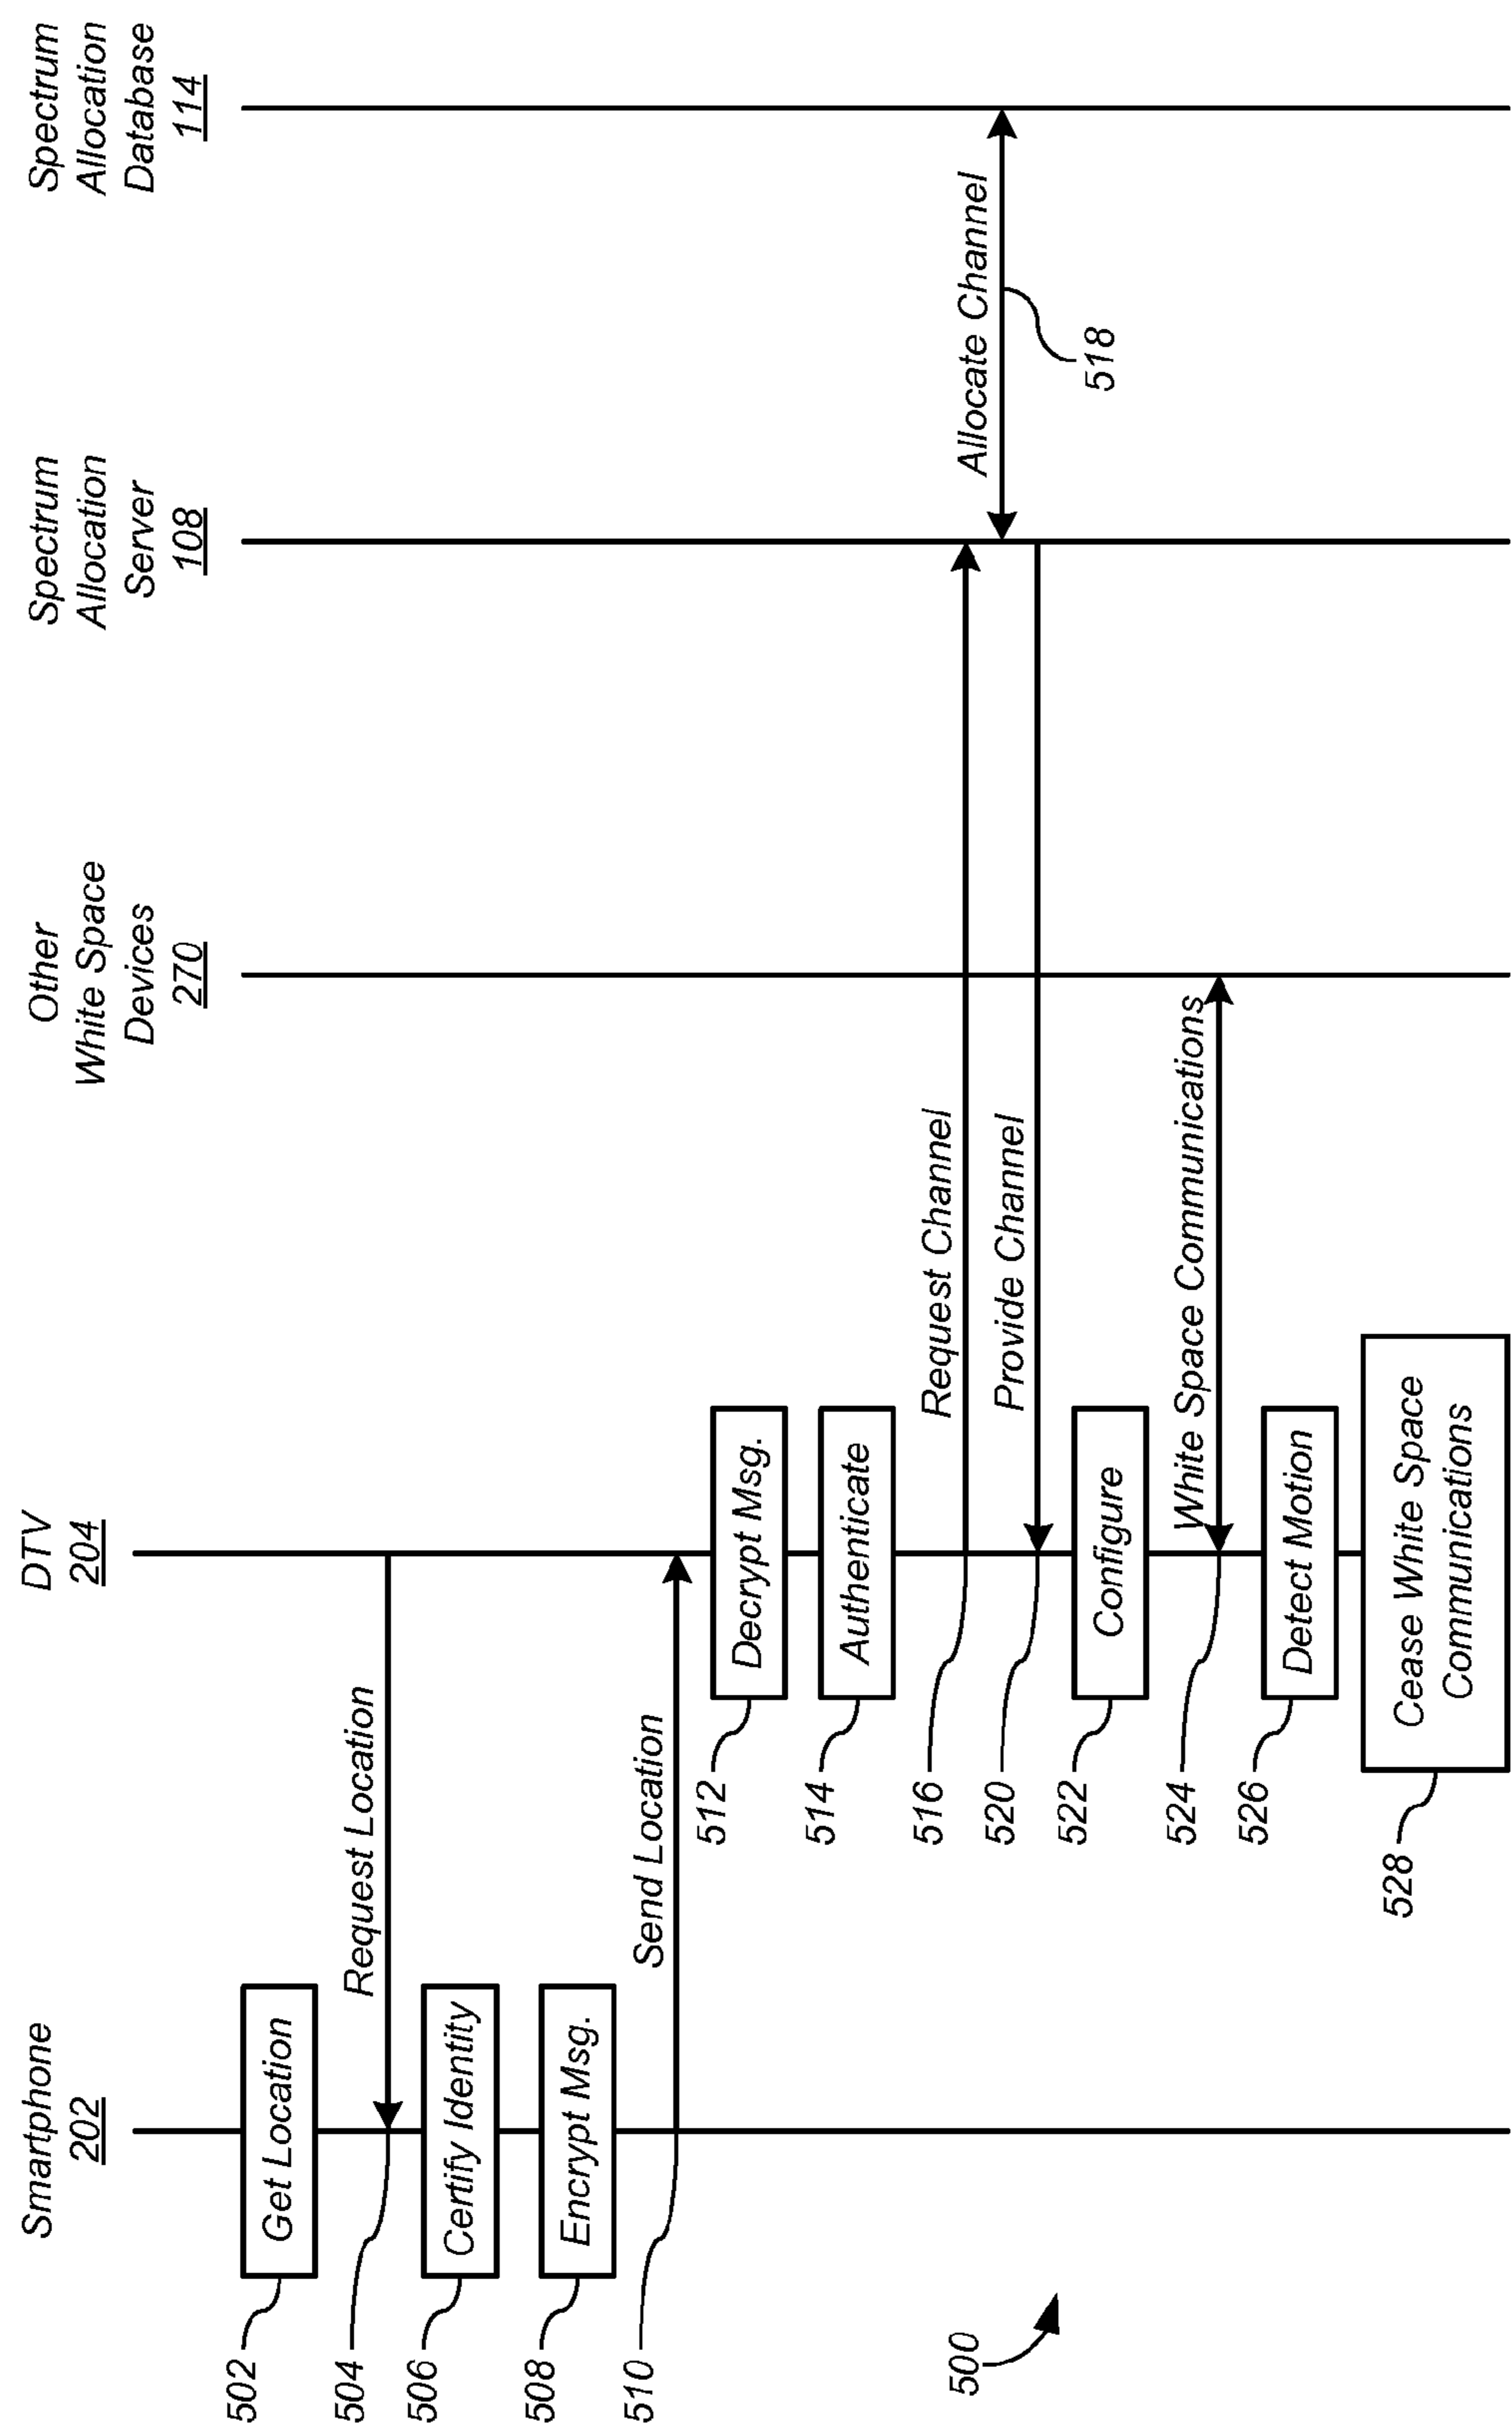 Smartphone
202
DTV
204
Other
White Space
Devices
270
Spectrum
Allocation
Server
108
Spectrum
Allocation
Database
114
502
Get Location
504
Request Location
506
Certify Identity
508
Encrypt Msg.
510
Send Location
512
Decrypt Msg.
514
Authenticate
516
Request Channel
Allocate Channel
518
520
Provide Channel
522
Configure
524
White Space Communications
526
Detect Motion
528
Cease White Space
Communications
500